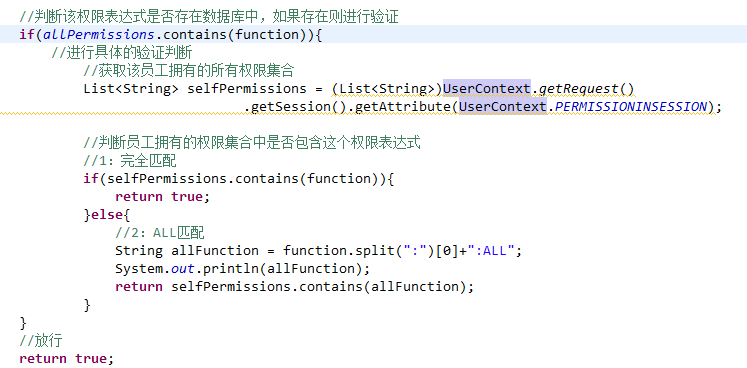 //判断该权限表达式是否存在数据库中，如果存在则进行验证
if(allPermissions.contains(function)){
//进行具体的验证判断
//获取该员工拥有的所有权限集合
List<String> selfPermissions = (List<String>)UserContext.getRequest()
.getSession().getAttribute(UserContext.PERMISSIONINSESSION);
//判断员工拥有的权限集合中是否包含这个权限表达式
//1：完全匹配
if(selfPermissions.contains(function)){
return true;
}else{
//2：ALL匹配
String allFunction = function.split(":")[0]+":ALL";
System.out.println(allFunction);
return selfPermissions.contains(allFunction);
}
}
//放行
return true;